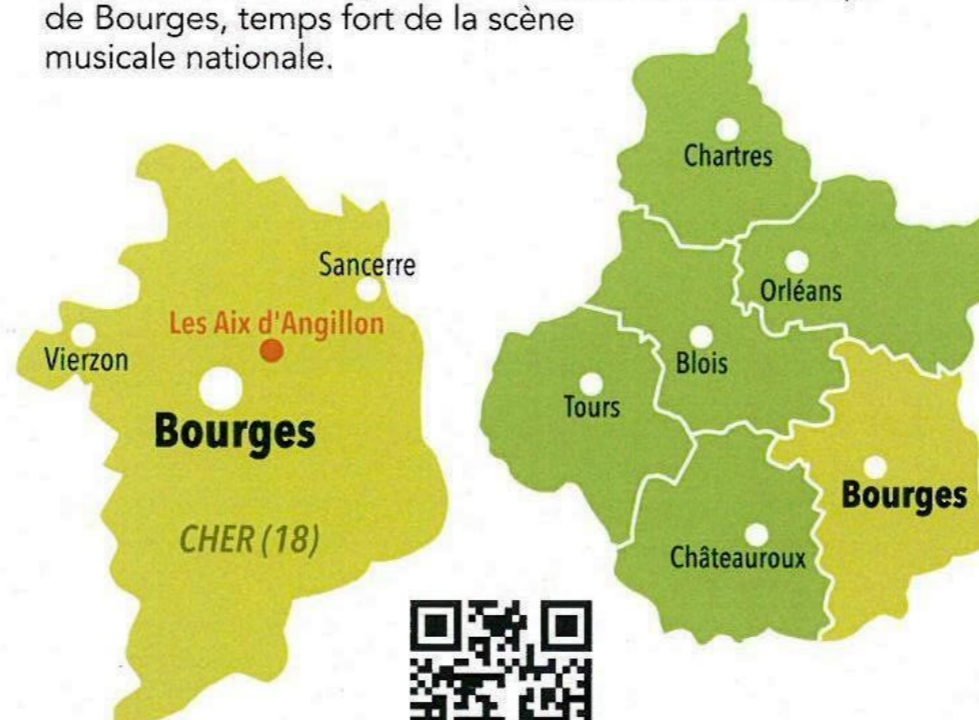 de Bourges, temps fort de la scène
musicale nationale.
Sancerre
Les Aix d'Angillon
Vierzon
Bourges
CHER (18)
Chartres
Orléans
Blois
Tours
Bourges
Châteauroux